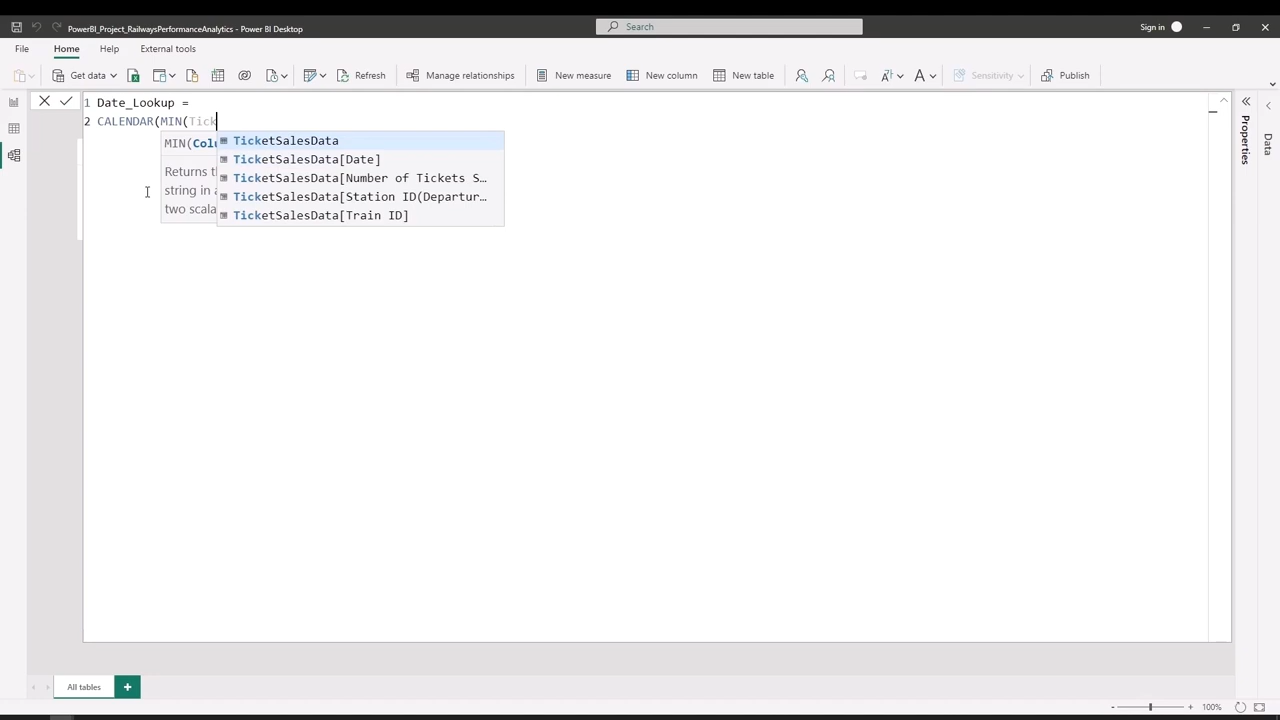 PowerBI_Project_RailwaysPerformanceAnalytics - Power BI Desktop
Search
Sign in
File
Home
Help
External tools
Get data
Refresh
Manage relationships
New measure
New column
New table
Sensitivity
Publish
1 Date_Lookup =
2 CALENDAR(MIN(Tick
MIN(Colu
Returns t
string in a
two scala
TicketSalesData
TicketSalesData[Date]
TicketSalesData[Number of Tickets S…
TicketSalesData[Station ID(Departur…
TicketSalesData[Train ID]
Properties
Data
All tables
100%